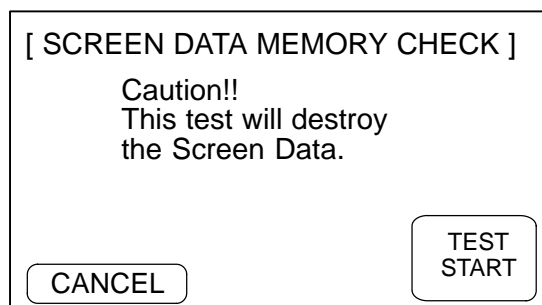 [ SCREEN DATA MEMORY CHECK ]
Caution!!
This test will destroy
the Screen Data.
TEST
START
CANCEL